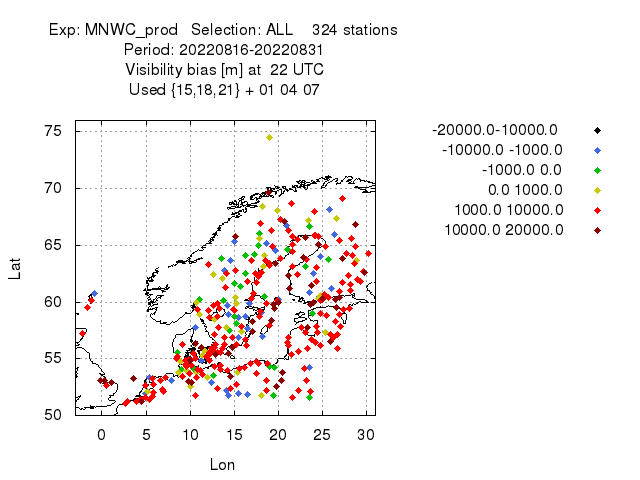 Exp: MNWC_prod   Selection: ALL    324 stations
Period: 20220816-20220831
Visibility bias [m] at  22 UTC
Used {15,18,21} + 01 04 07
-20000.0-10000.0
-10000.0 -1000.0
-1000.0 0.0
0.0 1000.0
1000.0 10000.0
10000.0 20000.0
75
70
65
60
55
50
Lat
0 5 10 15 20 25 30
Lon